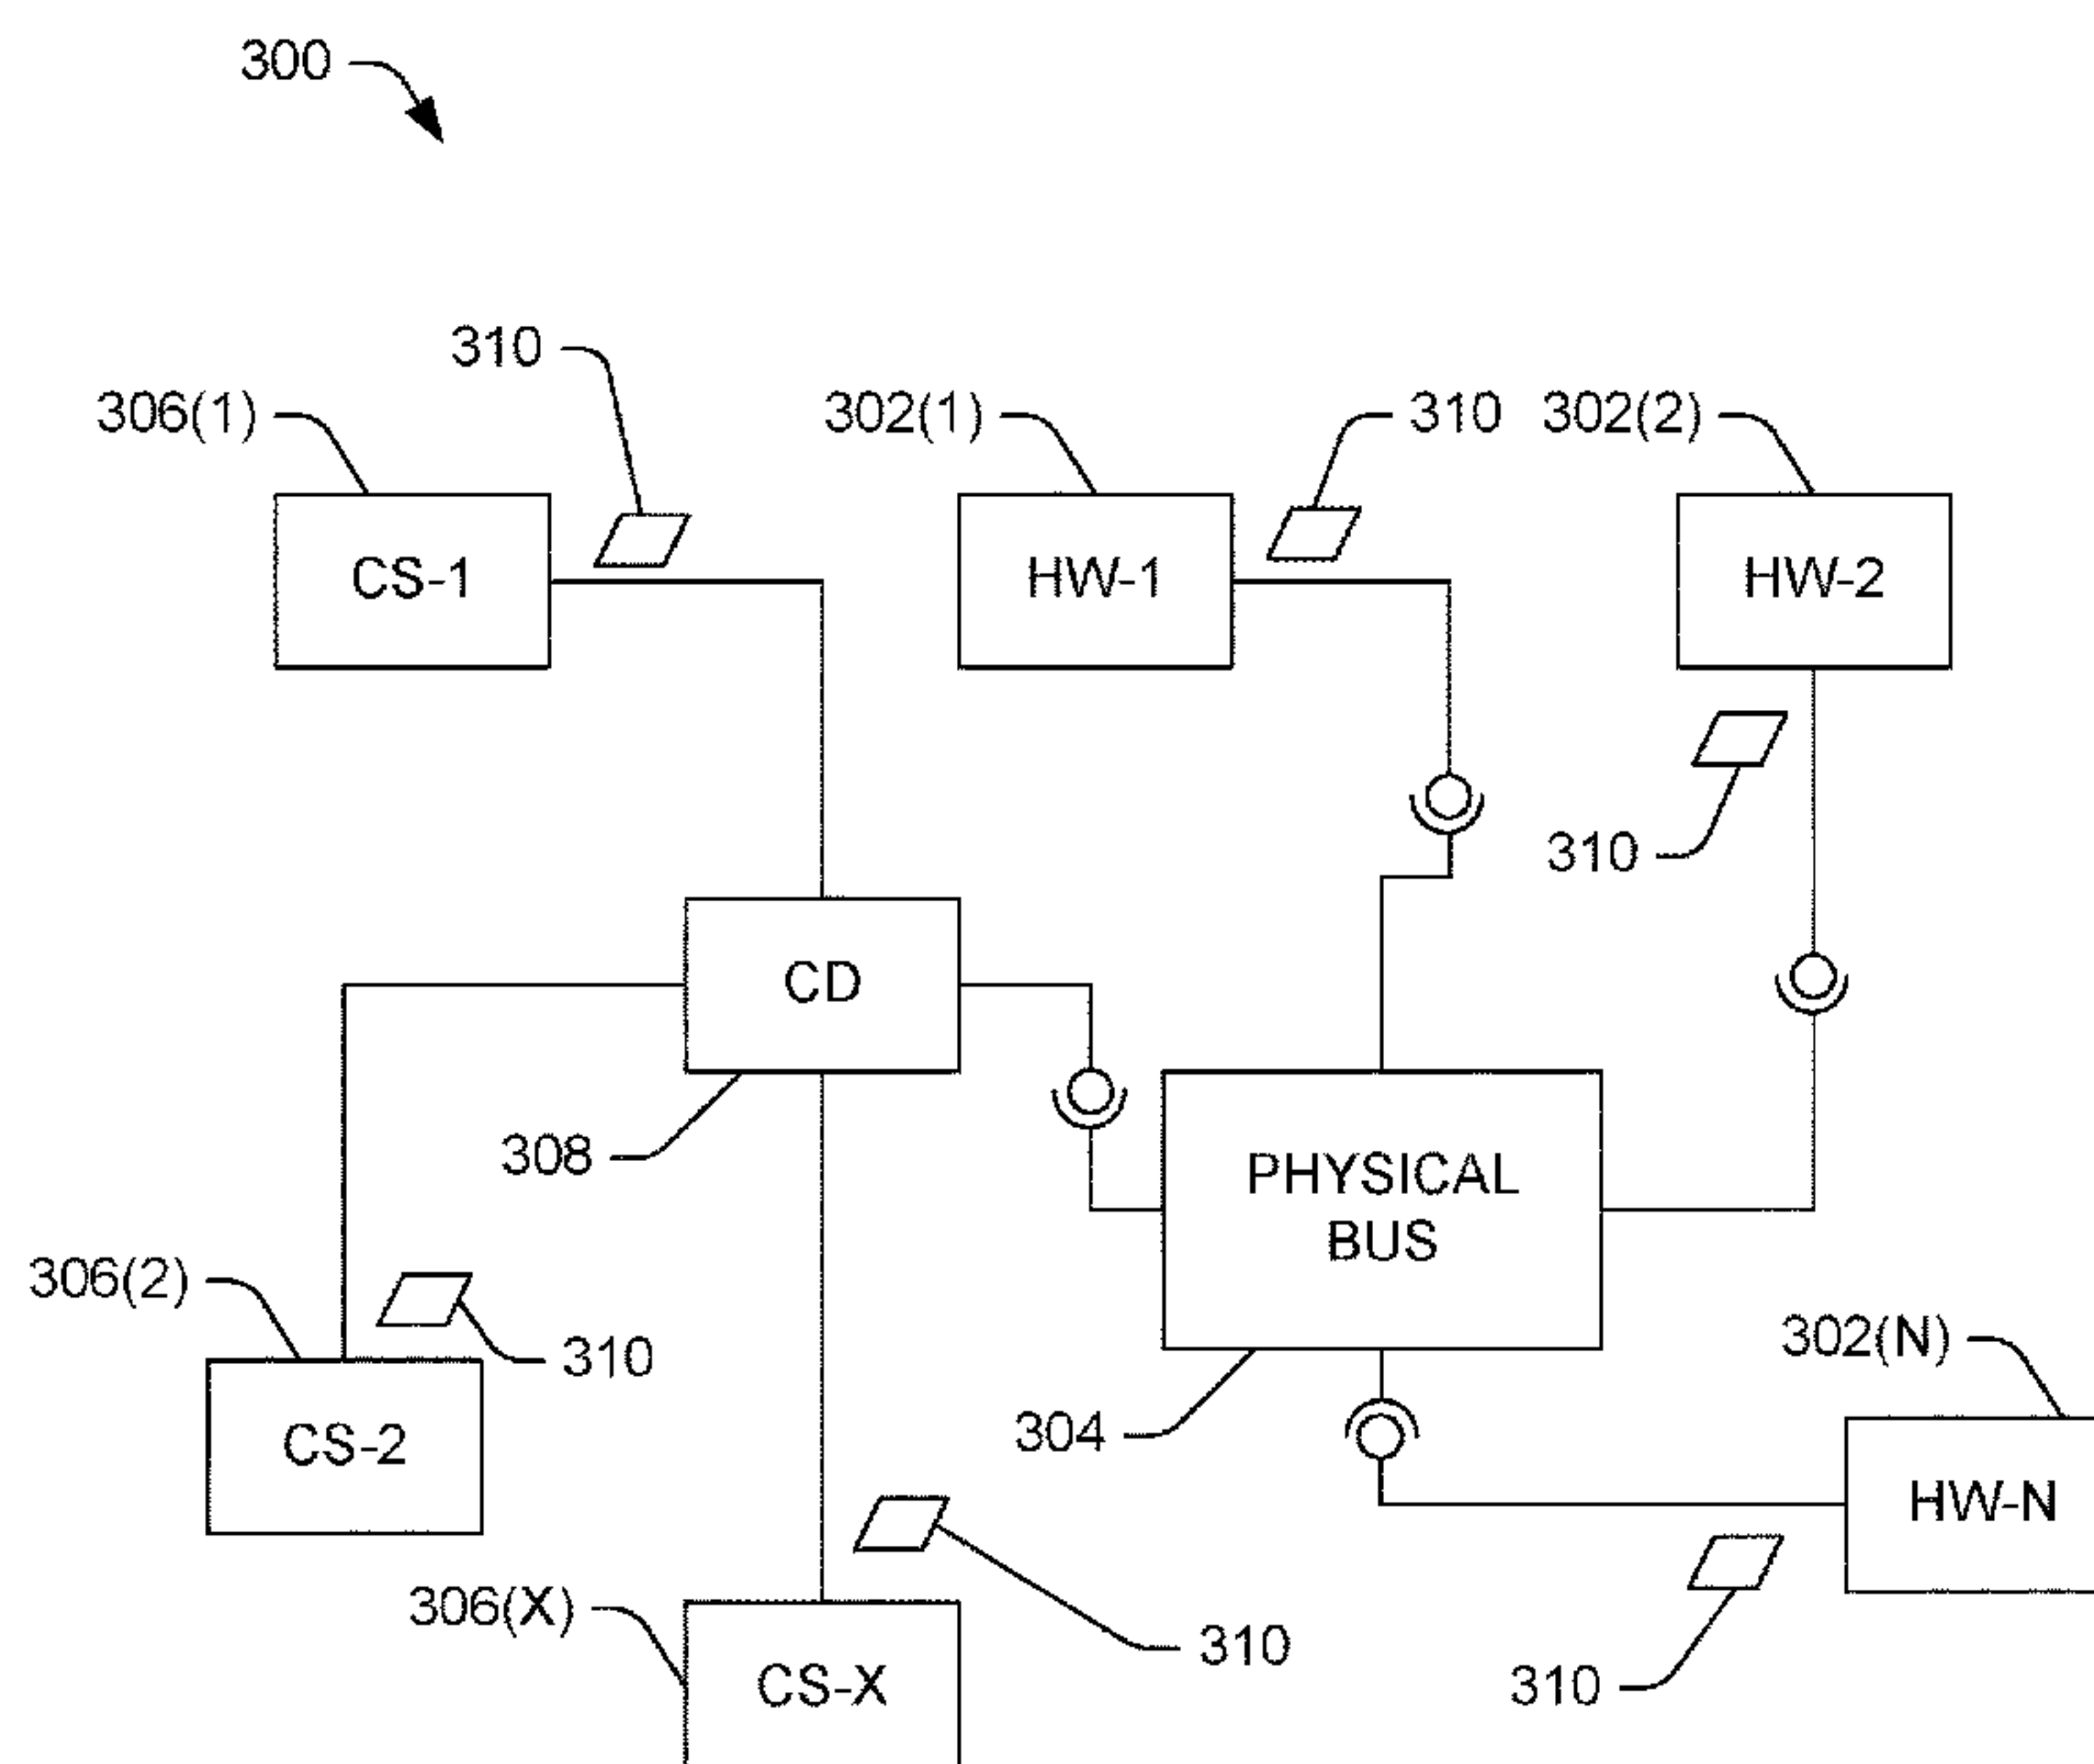 300
310
306(1)
302(1)
310
302(2)
CS-1
HW-1
HW-2
310
CD
308
PHYSICAL
BUS
306(2)
310
302(N)
304
CS-2
HW-N
306(X)
310
310
CS-X